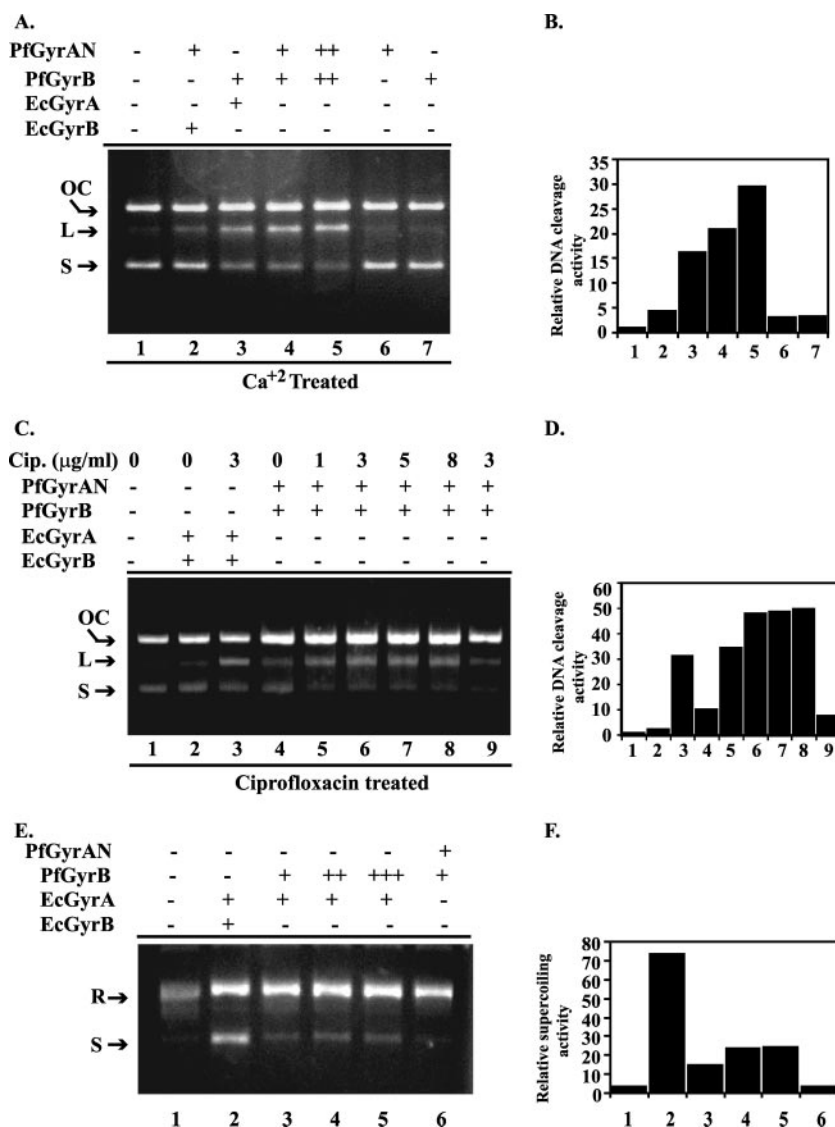 A.
PfGyrAN - + - + ++ + -
PfGyrB - - + + ++ - +
EcGyrA - - + - - - -
EcGyrB - + - - - - -
OC
L
S
1 2 3 4 5 6 7
Ca+2 Treated
B.
Relative DNA cleavage
activity
35
30
25
20
15
10
5
0
1 2 3 4 5 6 7
C.
Cip. (μg/ml) 0 0 3 0 1 3 5 8 3
PfGyrAN - - - + + + + + +
PfGyrB - - - + + + + + +
EcGyrA - + + - - - - - -
EcGyrB - + + - - - - - -
OC
L
S
1 2 3 4 5 6 7 8 9
Ciprofloxacin treated
D.
Relative DNA cleavage
activity
60
50
40
30
20
10
0
1 2 3 4 5 6 7 8 9
E.
PfGyrAN - - - - - +
PfGyrB - - + ++ +++ +
EcGyrA - + + + + -
EcGyrB - + - - - -
R
S
1 2 3 4 5 6
F.
Relative supercoiling
activity
80
70
60
50
40
30
20
10
0
1 2 3 4 5 6